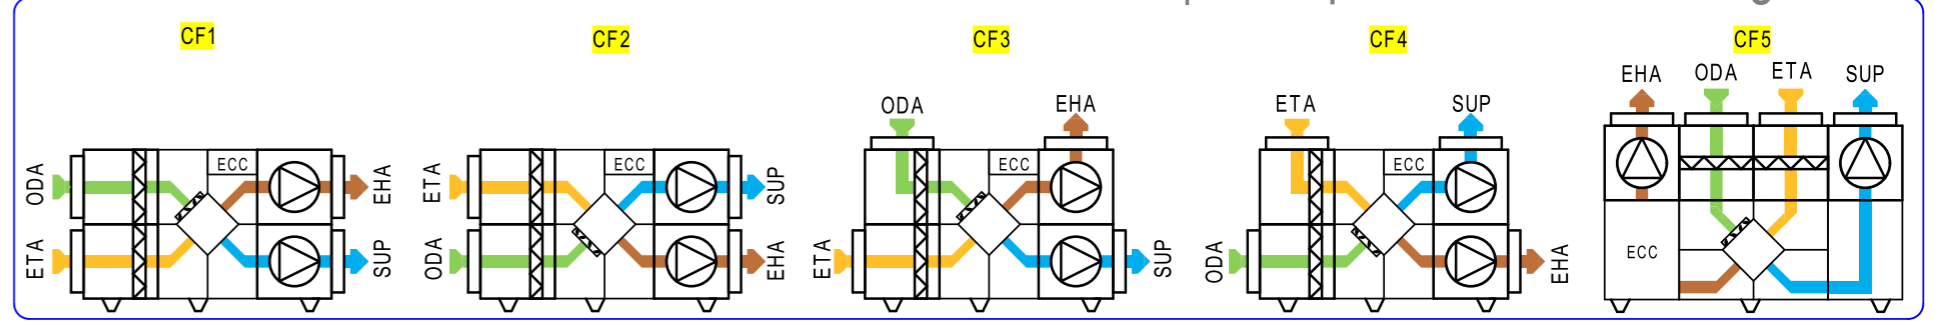 CF1
ODA
ETA
ECC
EHA
SUP
CF2
ETA
ODA
ECC
SUP
EHA
CF3
ODA
EHA
ETA
ECC
SUP
CF4
ETA
SUP
ODA
ECC
EHA
CF5
EHA
ODA
ETA
SUP
ECC